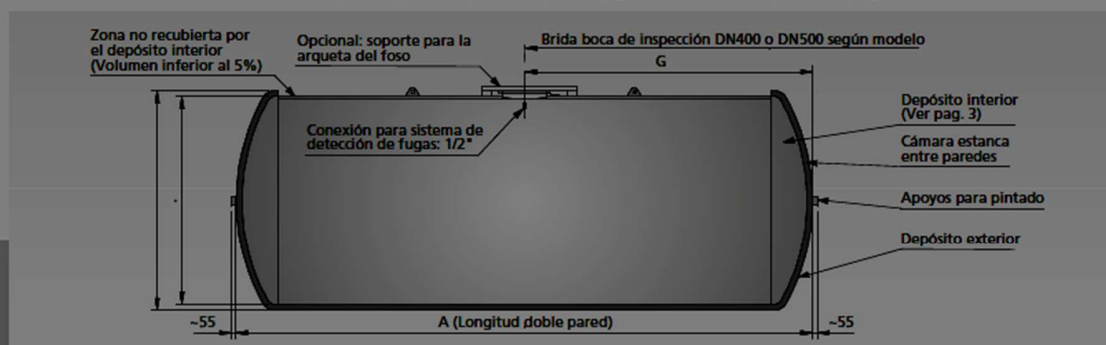 Zona no recubierta por
el depósito interior
(Volumen inferior al 5%)
Opcional: soporte para la
arqueta del foso
Brida boca de inspección DN400 o DN500 según modelo
G
Conexión para sistema de
detección de fugas: 1/2"
Depósito interior
(Ver pag. 3)
Cámara estanca
entre paredes
Apoyos para pintado
Depósito exterior
~55
A (Longitud doble pared)
~55